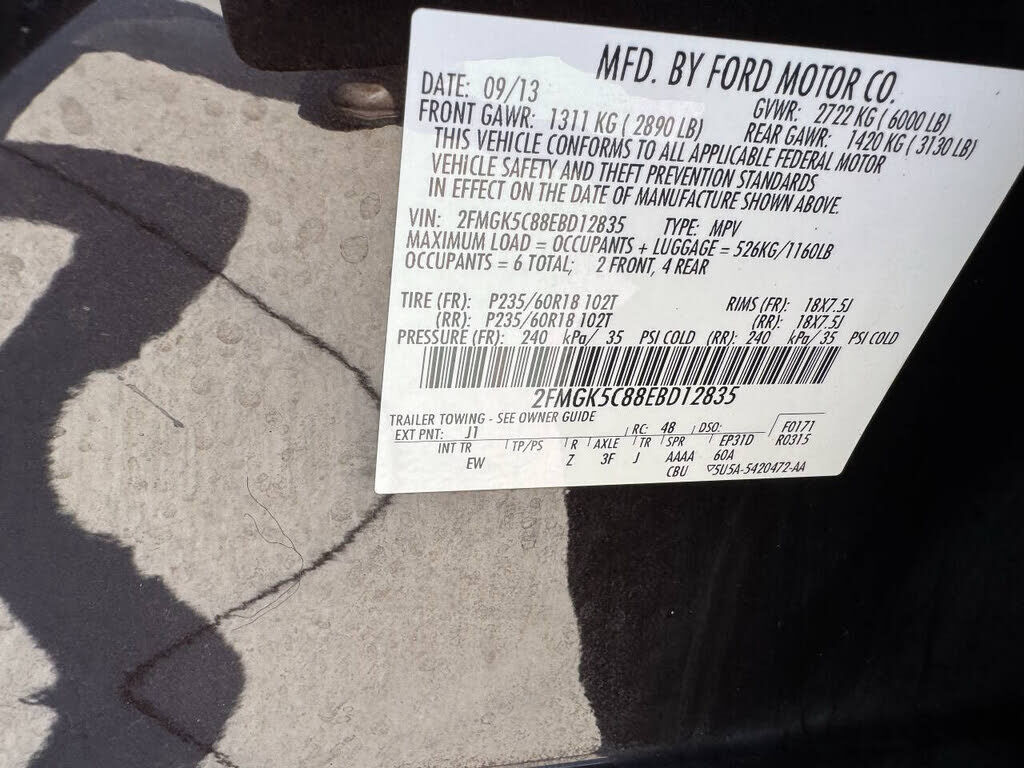 MFD. BY FORD MOTOR CO.
DATE: 09/13 GVWR: 2722 KG ( 6000 LB)
FRONT GAWR: 1311 KG ( 2890 LB) REAR GAWR: 1420 KG ( 3130 LB)
THIS VEHICLE CONFORMS TO ALL APPLICABLE FEDERAL MOTOR
VEHICLE SAFETY AND THEFT PREVENTION STANDARDS
IN EFFECT ON THE DATE OF MANUFACTURE SHOWN ABOVE.
VIN: 2FMGK5C88EBD12835 TYPE: MPV
MAXIMUM LOAD = OCCUPANTS + LUGGAGE = 526KG/1160LB
OCCUPANTS = 6 TOTAL; 2 FRONT, 4 REAR
TIRE (FR): P235/60R18 102T RIMS (FR): 18X7.5J
(RR): P235/60R18 102T (RR): 18X7.5J
PRESSURE (FR): 240 kPa/ 35 PSI COLD (RR): 240 kPa/ 35 PSI COLD
2FMGK5C88EBD12835
TRAILER TOWING - SEE OWNER GUIDE
EXT PNT: J1 RC: 48 DSO: F0171
INT TR TP/PS R AXLE TR SPR EP31D R0315
EW Z 3F J AAAA 60A
CBU 5U5A-5420472-AA